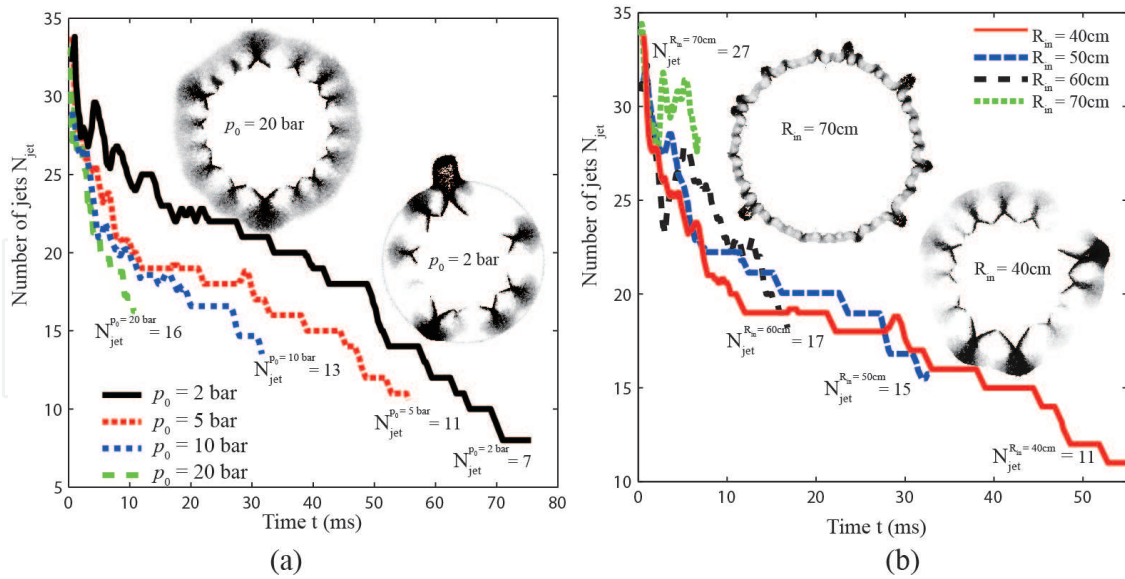 (a)
Number of jets N_jet
35
30
25
20
15
10
5
p_0 = 20 bar
p_0 = 2 bar
N_jet^{p_0 = 20 bar} = 16
N_jet^{p_0 = 10 bar} = 13
N_jet^{p_0 = 5 bar} = 11
N_jet^{p_0 = 2 bar} = 7
p_0 = 2 bar
p_0 = 5 bar
p_0 = 10 bar
p_0 = 20 bar
0 10 20 30 40 50 60 70 80
Time t (ms)
(a)
(b)
Number of jets N_jet
35
30
25
20
15
10
N_jet^{R_in = 70cm} = 27
R_in = 40cm
R_in = 50cm
R_in = 60cm
R_in = 70cm
R_in = 70cm
R_in = 40cm
N_jet^{R_in = 60cm} = 17
N_jet^{R_in = 50cm} = 15
N_jet^{R_in = 40cm} = 11
0 10 20 30 40 50
Time t (ms)
(b)